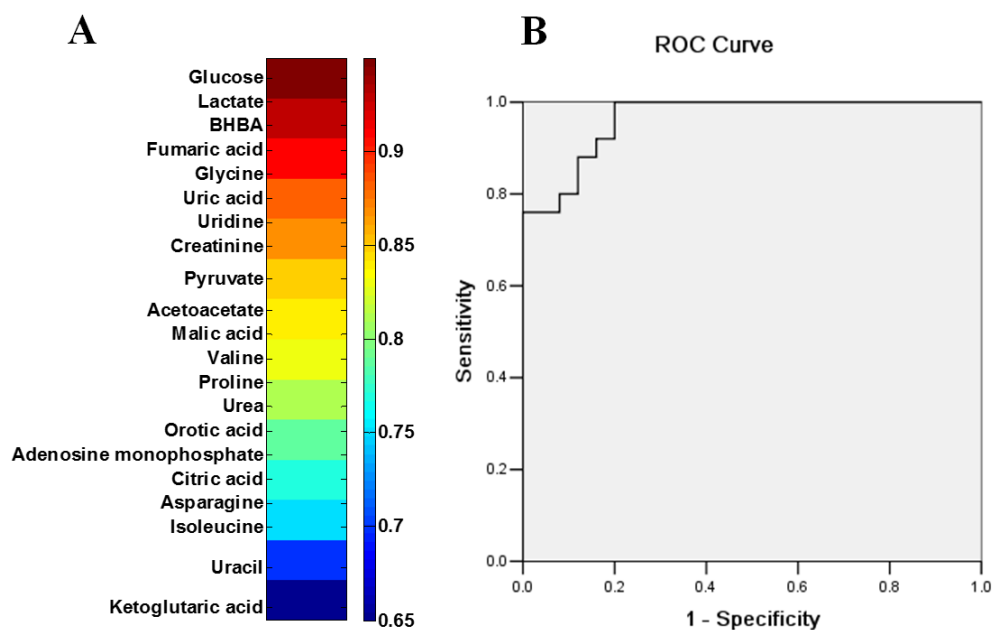 A
Glucose
Lactate
BHBA
Fumaric acid
Glycine
Uric acid
Uridine
Creatinine
Pyruvate
Acetoacetate
Malic acid
Valine
Proline
Urea
Orotic acid
Adenosine monophosphate
Citric acid
Asparagine
Isoleucine
Uracil
Ketoglutaric acid
0.9
0.85
0.8
0.75
0.7
0.65
B
ROC Curve
Sensitivity
1.0
0.8
0.6
0.4
0.2
0.0
0.0 0.2 0.4 0.6 0.8 1.0
1 - Specificity